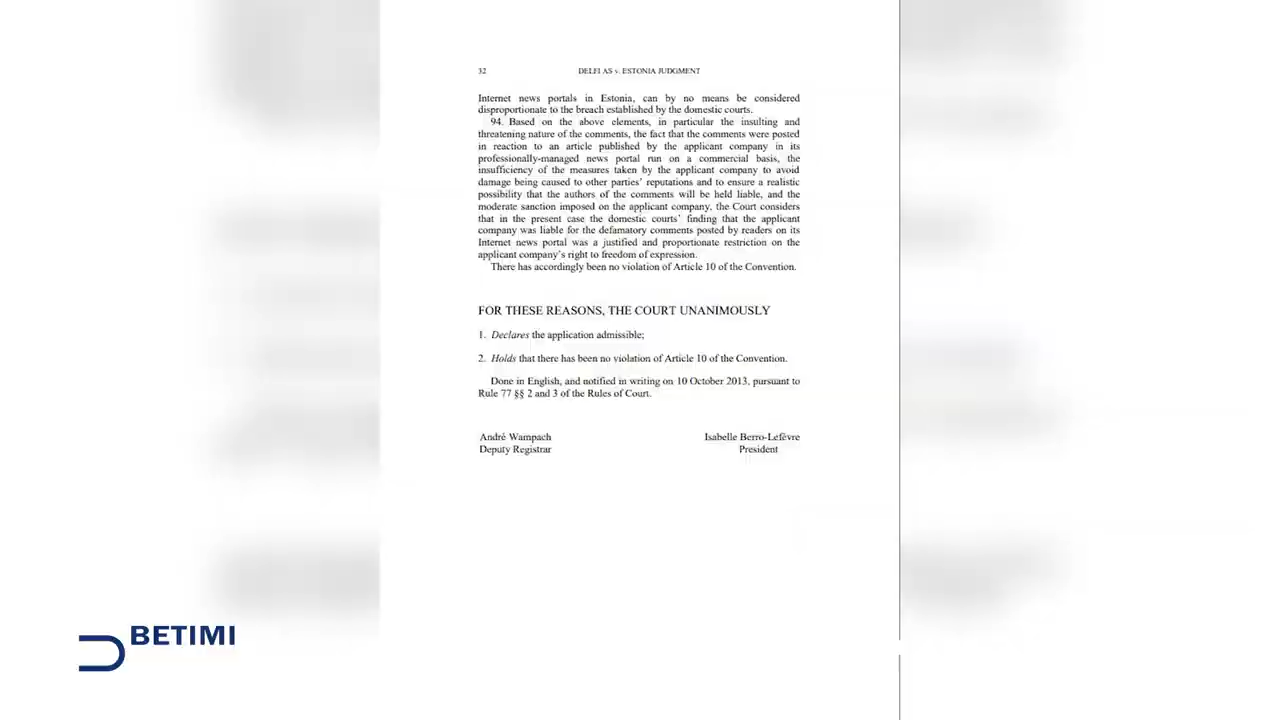 32 DELFI AS v. ESTONIA JUDGMENT
Internet news portals in Estonia, can by no means be considered
disproportionate to the breach established by the domestic courts.
94. Based on the above elements, in particular the insulting and
threatening nature of the comments, the fact that the comments were posted
in reaction to an article published by the applicant company in its
professionally-managed news portal run on a commercial basis, the
insufficiency of the measures taken by the applicant company to avoid
damage being caused to other parties' reputations and to ensure a realistic
possibility that the authors of the comments will be held liable, and the
moderate sanction imposed on the applicant company, the Court considers
that in the present case the domestic courts' finding that the applicant
company was liable for the defamatory comments posted by readers on its
Internet news portal was a justified and proportionate restriction on the
applicant company's right to freedom of expression.
There has accordingly been no violation of Article 10 of the Convention.
FOR THESE REASONS, THE COURT UNANIMOUSLY
1. Declares the application admissible;
2. Holds that there has been no violation of Article 10 of the Convention.
Done in English, and notified in writing on 10 October 2013, pursuant to
Rule 77 §§ 2 and 3 of the Rules of Court.
André Wampach Isabelle Berro-Lefèvre
Deputy Registrar President
BETIMI